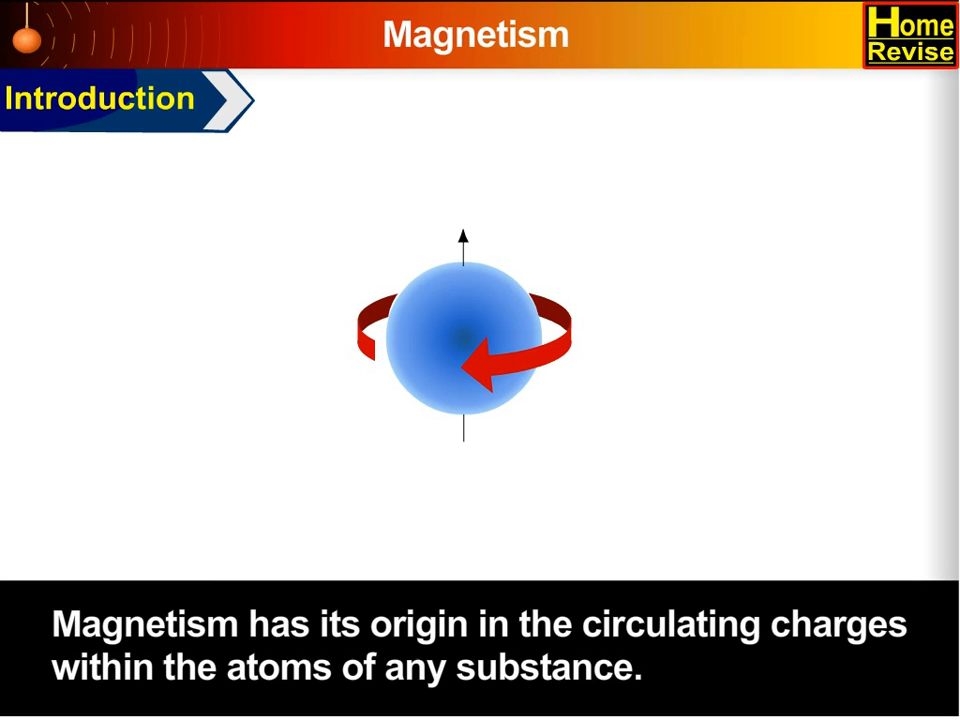 Magnetism
Home
Revise
Introduction
Magnetism has its origin in the circulating charges
within the atoms of any substance.